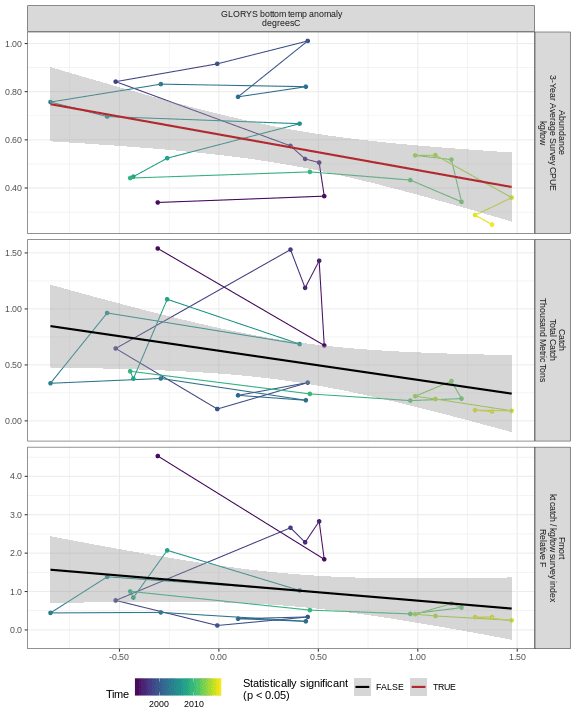 GLORYS bottom temp anomaly
degreesC
1.00
0.80
0.60
0.40
Abundance
3-Year Average Survey CPUE
kg/tow
1.50
1.00
0.50
0.00
Catch
Total Catch
Thousand Metric Tons
4.0
3.0
2.0
1.0
0.0
Fmort
kt catch / kg/tow survey index
Relative F
-0.50
0.00
0.50
1.00
1.50
Time
2000
2010
Statistically significant
(p < 0.05)
FALSE
TRUE